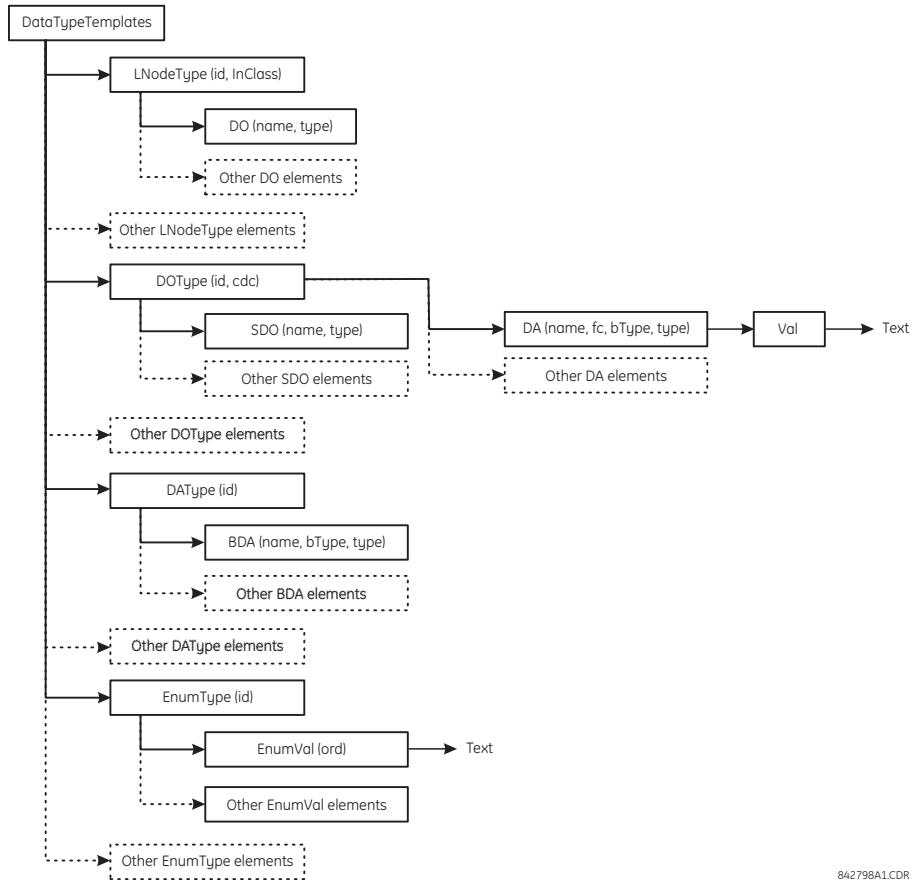 DataTypeTemplates
LNodeType (id, InClass)
DO (name, type)
Other DO elements
Other LNodeType elements
DOType (id, cdc)
SDO (name, type)
DA (name, fc, bType, type)
Val
Text
Other SDO elements
Other DA elements
Other DOType elements
DAType (id)
BDA (name, bType, type)
Other BDA elements
Other DAType elements
EnumType (id)
EnumVal (ord)
Text
Other EnumVal elements
Other EnumType elements
842798A1.CDR